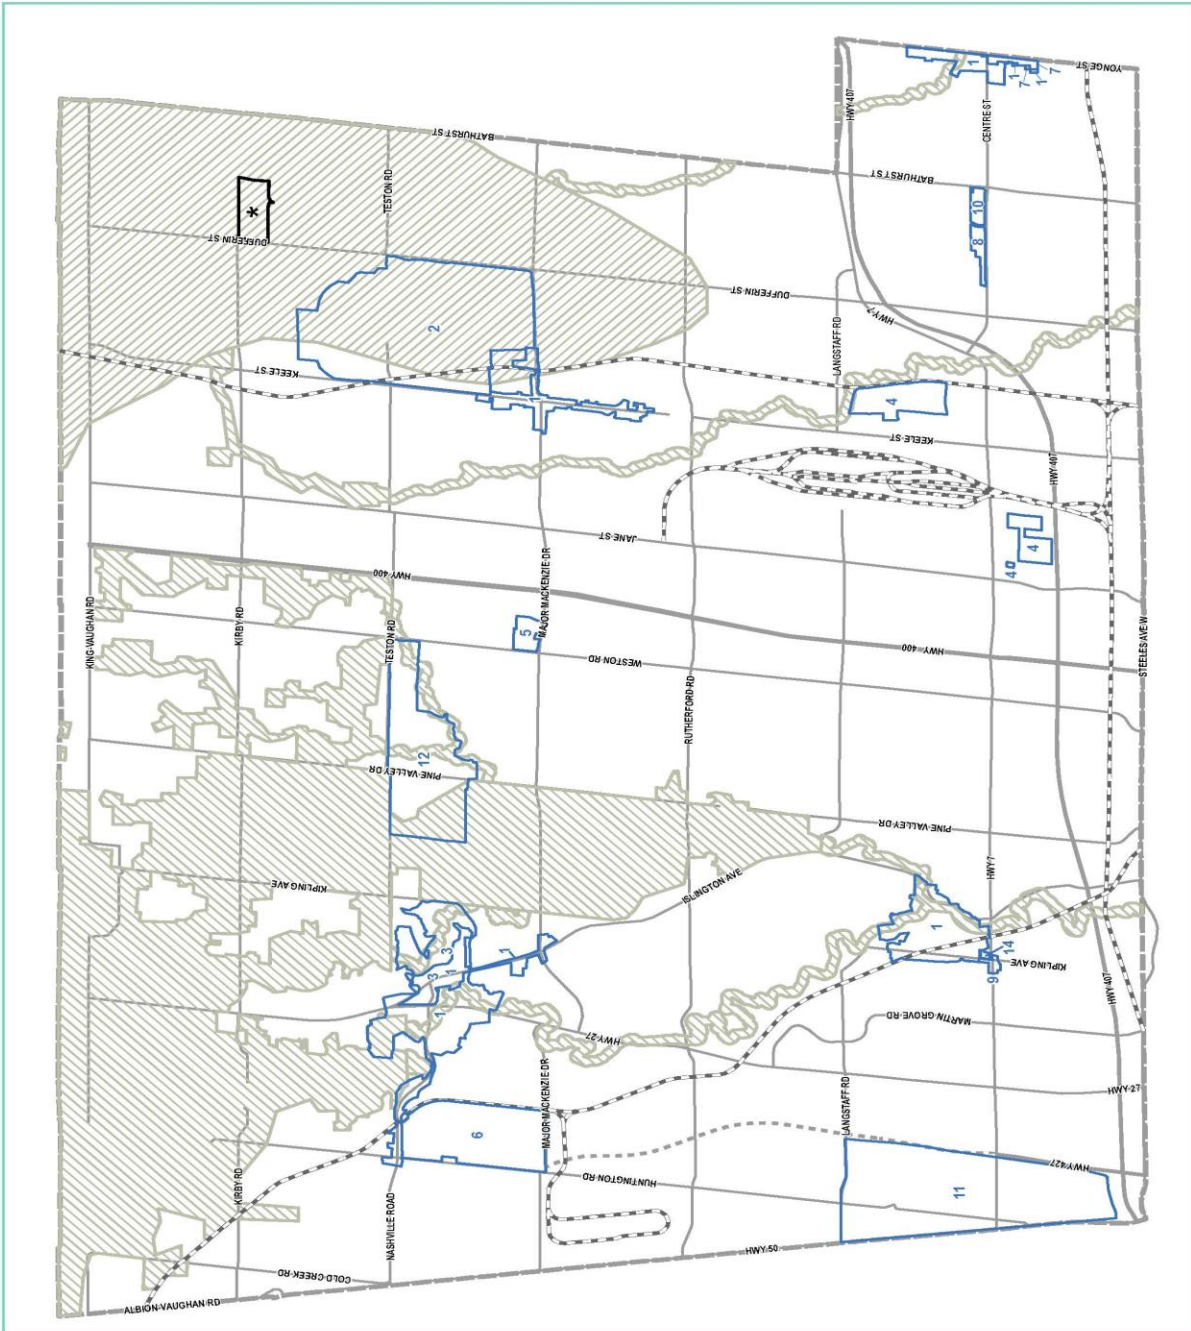 YONGE ST
HWY 407
1
1
7
7
1
CENTRE ST
BATHURST ST
BATHURST ST
TESTON RD
*
DUFFERIN ST
10
8
DUFFERIN ST
HWY 7
LANGSTAFF RD
2
KEELE ST
1
4
KEELE ST
HWY 407
JANE ST
4
4
HWY 400
MAJOR MACKENZIE DR
KING-VAUGHAN RD
KIRBY RD
TESTON RD
5
WESTON RD
HWY 400
STEELES AVE W
RUTHERFORD RD
12
PINE VALLEY DR
PINE VALLEY DR
HWY 7
KIPLING AVE
ISLINGTON AVE
3
3
1
1
1
1
14
9
KIPLING AVE
HWY 407
MARTIN GROVE RD
HWY 27
HWY 27
MAJOR MACKENZIE DR
LANGSTAFF RD
6
HUNTINGTON RD
HWY 427
11
KIRBY RD
NASHVILLE ROAD
HWY 50
COLD CREEK RD
ALBION-VAUGHAN RD